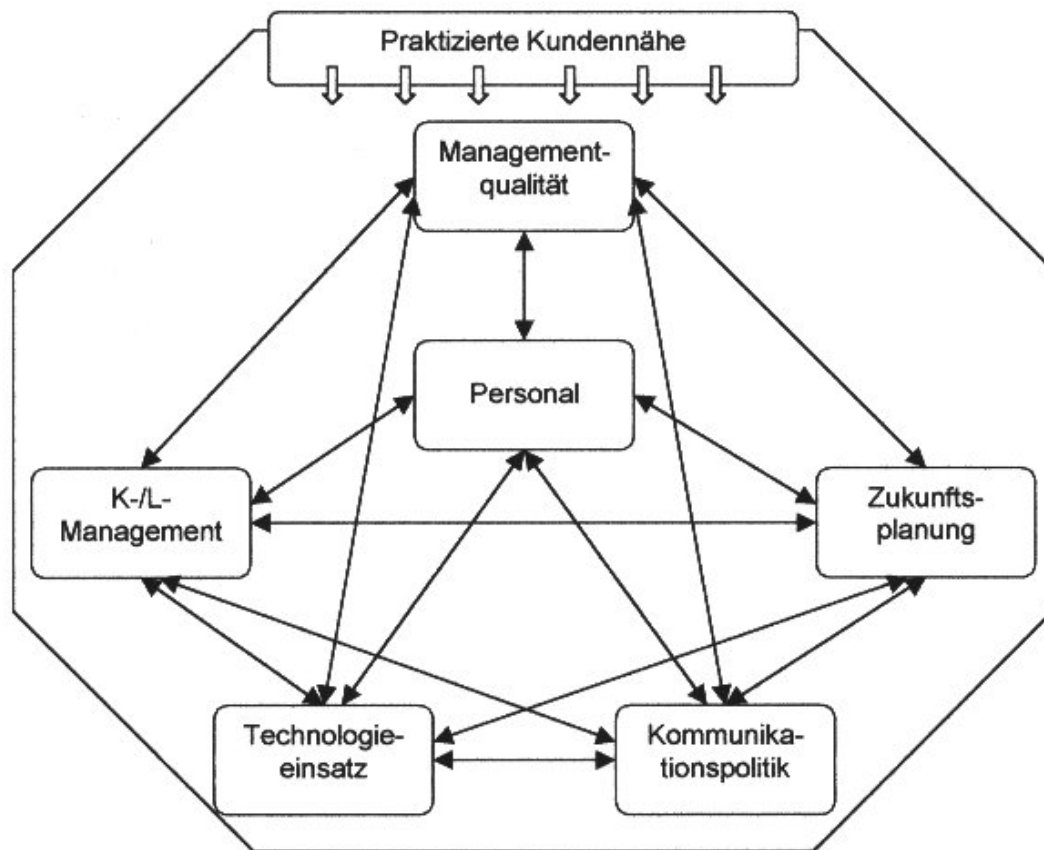 Praktizierte Kundennähe
Management-
qualität
Personal
K-/L-
Management
Zukunfts-
planung
Technologie-
einsatz
Kommunika-
tionspolitik